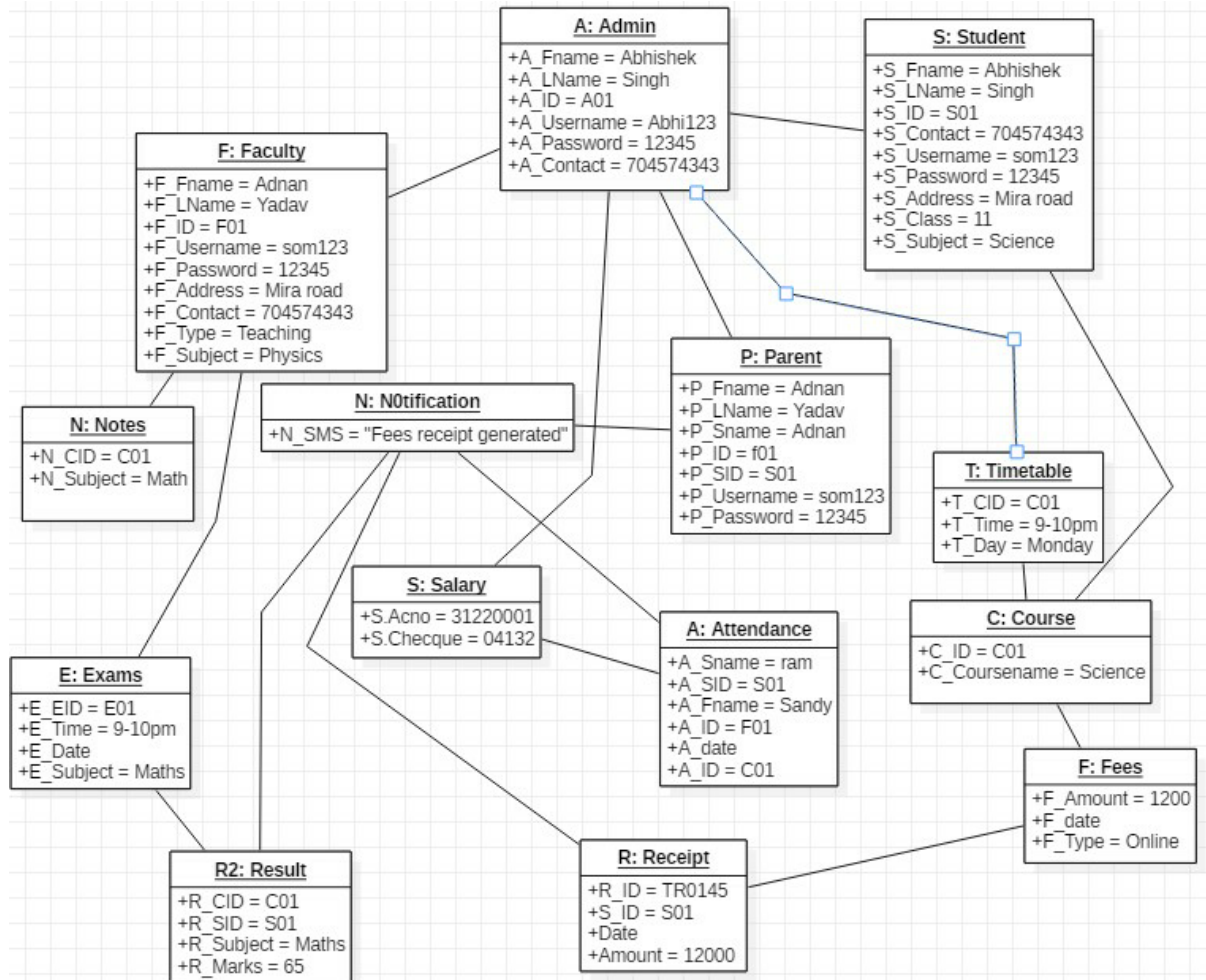 A: Admin
+A_Fname = Abhishek
+A_LName = Singh
+A_ID = A01
+A_Username = Abhi123
+A_Password = 12345
+A_Contact = 704574343
S: Student
+S_Fname = Abhishek
+S_LName = Singh
+S_ID = S01
+S_Contact = 704574343
+S_Username = som123
+S_Password = 12345
+S_Address = Mira road
+S_Class = 11
+S_Subject = Science
F: Faculty
+F_Fname = Adnan
+F_LName = Yadav
+F_ID = F01
+F_Username = som123
+F_Password = 12345
+F_Address = Mira road
+F_Contact = 704574343
+F_Type = Teaching
+F_Subject = Physics
P: Parent
+P_Fname = Adnan
+P_LName = Yadav
+P_Sname = Adnan
+P_ID = f01
+P_SID = S01
+P_Username = som123
+P_Password = 12345
N: N0tification
+N_SMS = "Fees receipt generated"
N: Notes
+N_CID = C01
+N_Subject = Math
T: Timetable
+T_CID = C01
+T_Time = 9-10pm
+T_Day = Monday
S: Salary
+S.Acno = 31220001
+S.Checque = 04132
A: Attendance
+A_Sname = ram
+A_SID = S01
+A_Fname = Sandy
+A_ID = F01
+A_date
+A_ID = C01
C: Course
+C_ID = C01
+C_Coursename = Science
E: Exams
+E_EID = E01
+E_Time = 9-10pm
+E_Date
+E_Subject = Maths
F: Fees
+F_Amount = 1200
+F_date
+F_Type = Online
R: Receipt
+R_ID = TR0145
+S_ID = S01
+Date
+Amount = 12000
R2: Result
+R_CID = C01
+R_SID = S01
+R_Subject = Maths
+R_Marks = 65